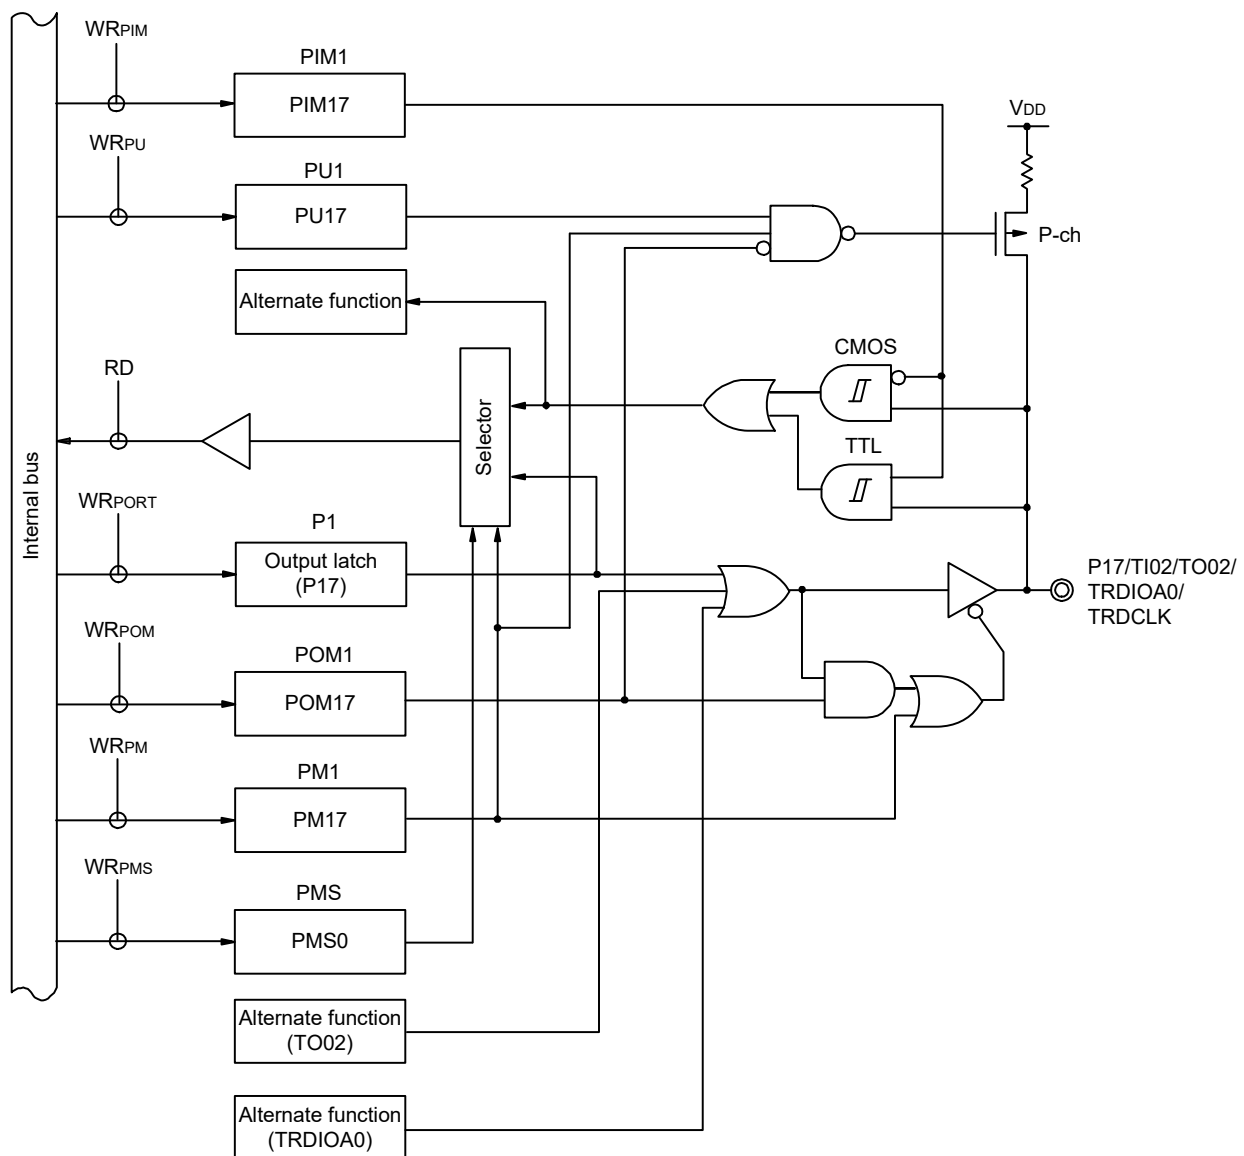 WRPIM
PIM1
PIM17
VDD
WRPU
PU1
PU17
P-ch
Alternate function
CMOS
RD
Selector
TTL
Internal bus
WRPORT
P1
Output latch
(P17)
P17/TI02/TO02/
TRDIOA0/
TRDCLK
WRPOM
POM1
POM17
WRPM
PM1
PM17
WRPMS
PMS
PMS0
Alternate function
(TO02)
Alternate function
(TRDIOA0)